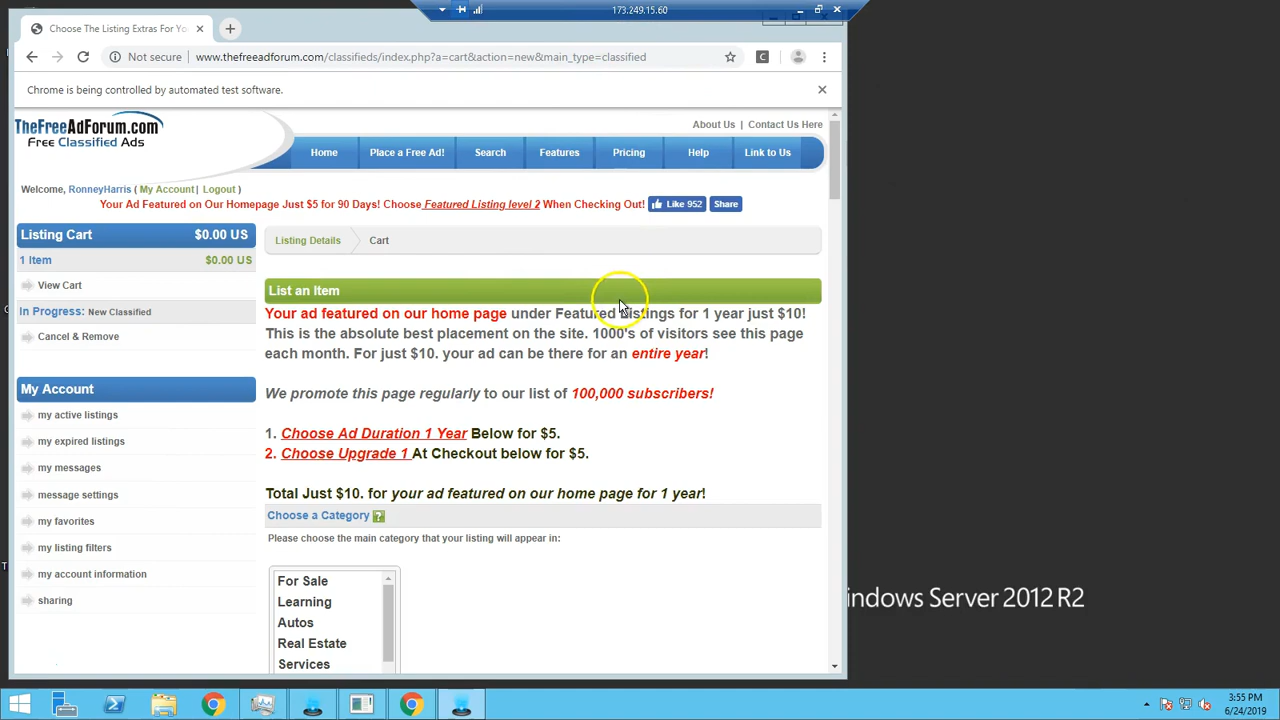 173.249.15.60
Choose The Listing Extras For Yo
Not secure www.thefreeadforum.com/classifieds/index.php?a=cart&action=new&main_type=classified
C
Chrome is being controlled by automated test software.
TheFreeAdForum.com
Free Classified Ads
About Us | Contact Us Here
Home Place a Free Ad! Search Features Pricing Help Link to Us
Welcome, RonneyHarris ( My Account | Logout )
Your Ad Featured on Our Homepage Just $5 for 90 Days! Choose Featured Listing level 2 When Checking Out! Like 952 Share
Listing Cart $0.00 US
1 Item $0.00 US
View Cart
In Progress: New Classified
Cancel & Remove
My Account
my active listings
my expired listings
my messages
message settings
my favorites
my listing filters
my account information
sharing
Listing Details Cart
List an Item
Your ad featured on our home page under Featured Listings for 1 year just $10!
This is the absolute best placement on the site. 1000's of visitors see this page
each month. For just $10. your ad can be there for an entire year!
We promote this page regularly to our list of 100,000 subscribers!
1. Choose Ad Duration 1 Year Below for $5.
2. Choose Upgrade 1 At Checkout below for $5.
Total Just $10. for your ad featured on our home page for 1 year!
Choose a Category ?
Please choose the main category that your listing will appear in:
For Sale
Learning
Autos
Real Estate
Services
indows Server 2012 R2
3:55 PM
6/24/2019